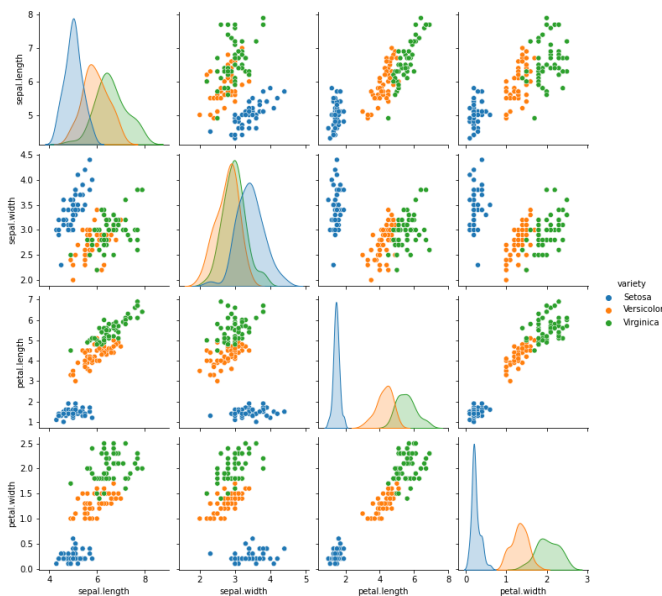 8
7
6
5
sepal.length
4.5
4.0
3.5
3.0
2.5
2.0
sepal.width
variety
Setosa
Versicolor
Virginica
7
6
5
4
3
2
1
petal.length
2.5
2.0
1.5
1.0
0.5
0.0
petal.width
4 6 8 2 3 4 5 2 4 6 8 0 1 2 3
sepal.length sepal.width petal.length petal.width